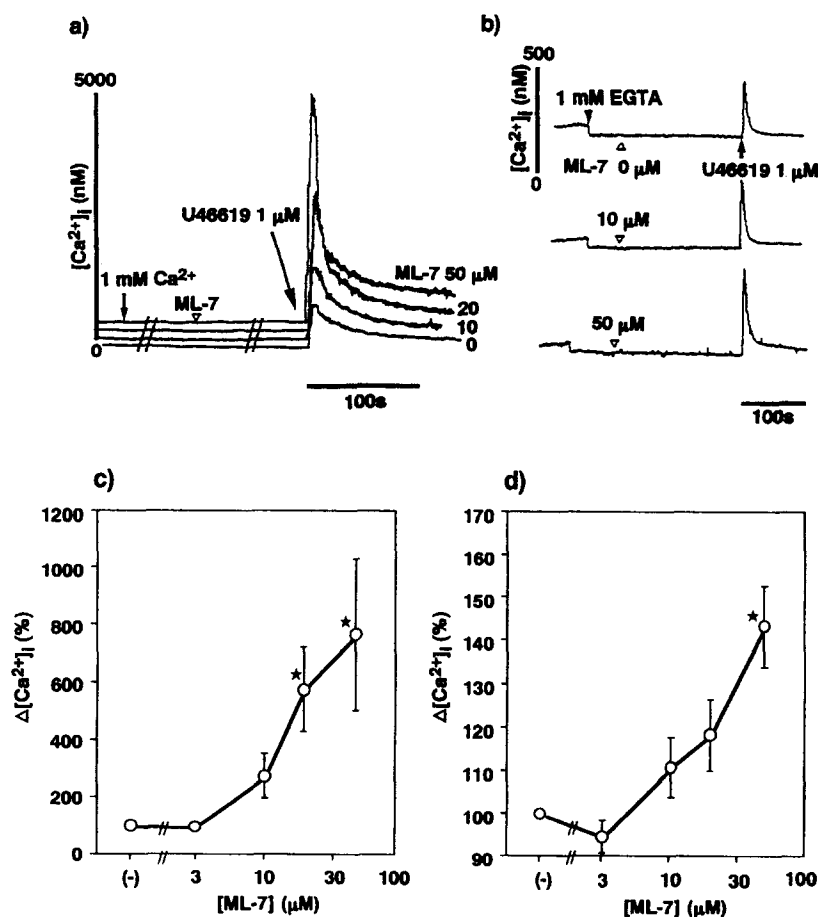 a)
5000
[Ca²⁺]i (nM)
0
1 mM Ca²⁺
ML-7
U46619 1 μM
ML-7 50 μM
20
10
0
100s
b)
500
[Ca²⁺]i (nM)
0
1 mM EGTA
ML-7 0 μM
U46619 1 μM
10 μM
50 μM
100s
c)
1200
1000
800
600
400
200
0
Δ[Ca²⁺]i (%)
★
★
(-) 3 10 30 100
[ML-7] (μM)
d)
170
160
150
140
130
120
110
100
90
Δ[Ca²⁺]i (%)
★
(-) 3 10 30 100
[ML-7] (μM)